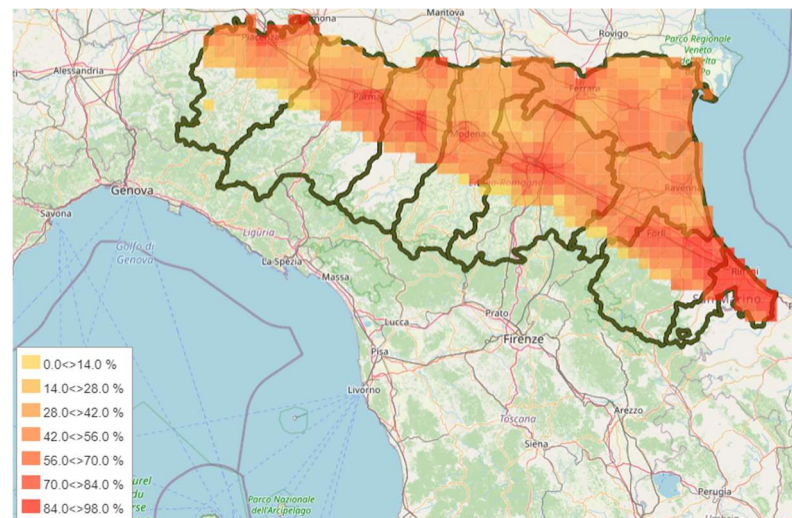 Mantova
Rovigo
Parco Regionale
Veneto
Alessandria
Ferrara
Parma
Modena
Genova
Savona
Ravenna
Forlì
Golfo di
Genova
Liguria
La Spezia
Massa
San Marino
Lucca
Prato
Firenze
Pisa
Livorno
Arezzo
Toscana
Siena
Perugia
0.0<>14.0 %
14.0<>28.0 %
28.0<>42.0 %
42.0<>56.0 %
56.0<>70.0 %
70.0<>84.0 %
84.0<>98.0 %
Parco Nazionale
dell'Arcipelago